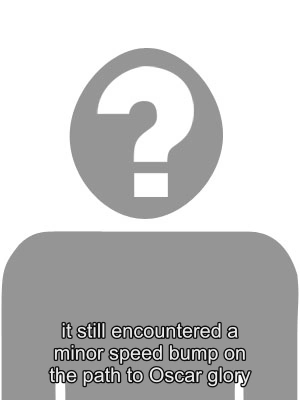 it still encountered a
minor speed bump on
the path to Oscar glory